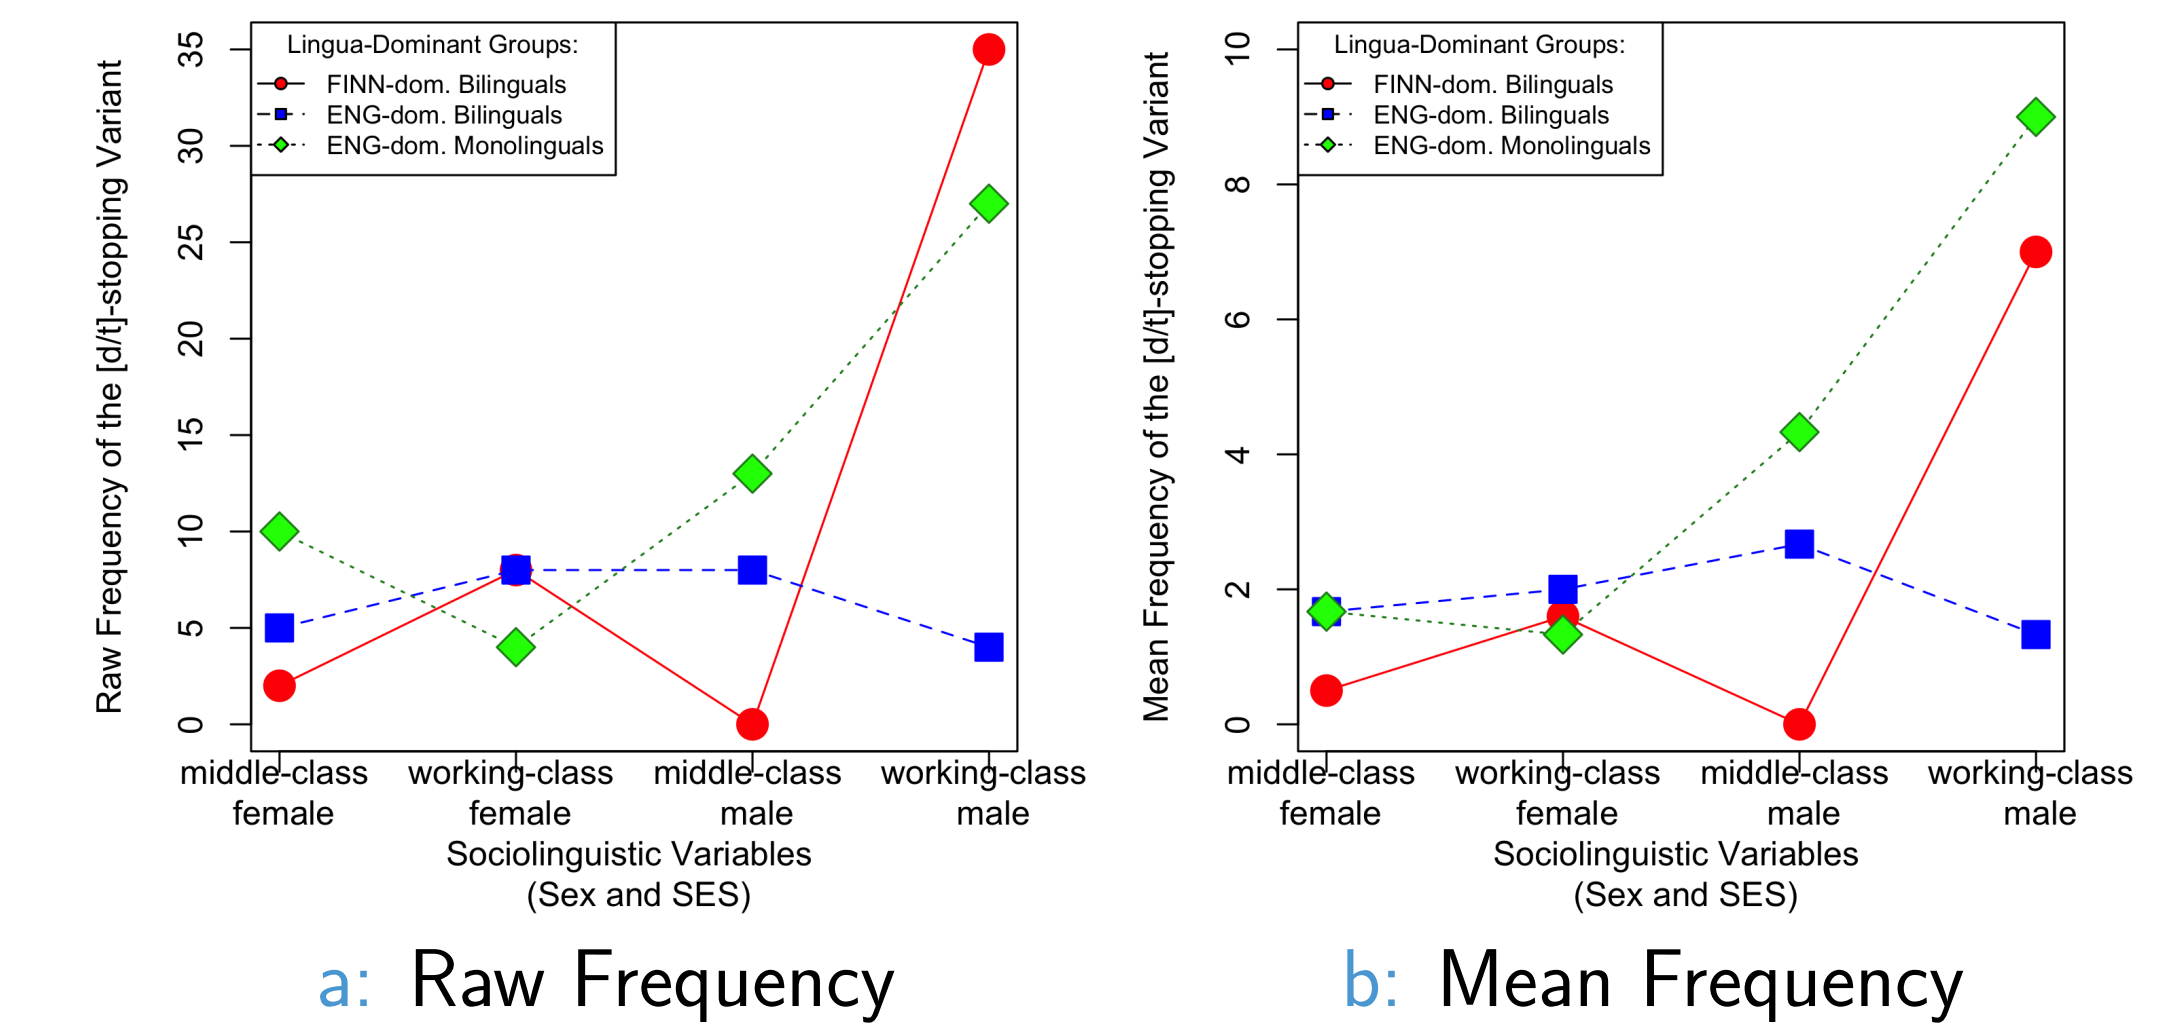 Lingua-Dominant Groups:
FINN-dom. Bilinguals
ENG-dom. Bilinguals
ENG-dom. Monolinguals
Raw Frequency of the [d/t]-stopping Variant
35
30
25
20
15
10
5
0
middle-class female
working-class female
middle-class male
working-class male
Sociolinguistic Variables
(Sex and SES)
a: Raw Frequency
Lingua-Dominant Groups:
FINN-dom. Bilinguals
ENG-dom. Bilinguals
ENG-dom. Monolinguals
Mean Frequency of the [d/t]-stopping Variant
10
8
6
4
2
0
middle-class female
working-class female
middle-class male
working-class male
Sociolinguistic Variables
(Sex and SES)
b: Mean Frequency